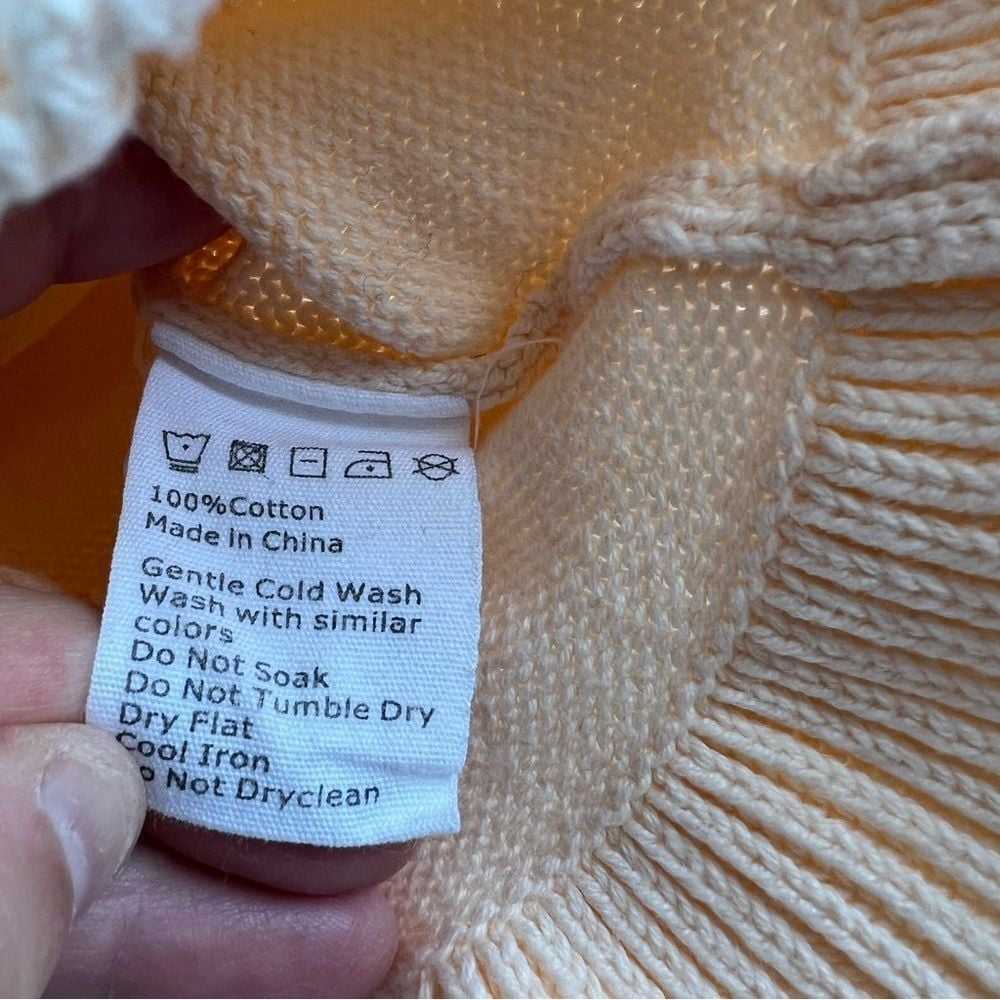 100%Cotton
Made in China
Gentle Cold Wash
Wash with similar
colors
Do Not Soak
Do Not Tumble Dry
Dry Flat
Cool Iron
o Not Dryclean